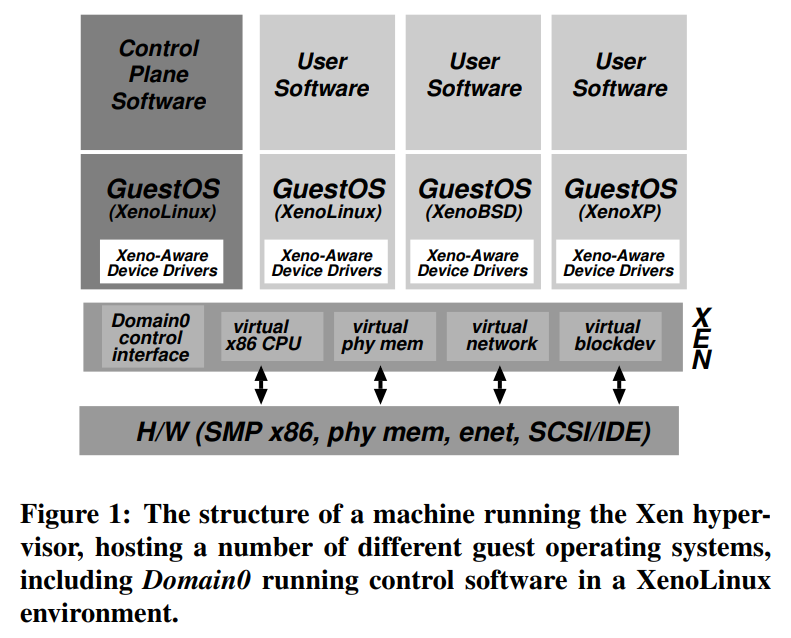 Control
Plane
Software
User
Software
User
Software
User
Software
GuestOS
(XenoLinux)
Xeno-Aware
Device Drivers
GuestOS
(XenoLinux)
Xeno-Aware
Device Drivers
GuestOS
(XenoBSD)
Xeno-Aware
Device Drivers
GuestOS
(XenoXP)
Xeno-Aware
Device Drivers
Domain0
control
interface
virtual
x86 CPU
virtual
phy mem
virtual
network
virtual
blockdev
X
E
N
H/W (SMP x86, phy mem, enet, SCSI/IDE)
Figure 1: The structure of a machine running the Xen hyper-
visor, hosting a number of different guest operating systems,
including Domain0 running control software in a XenoLinux
environment.